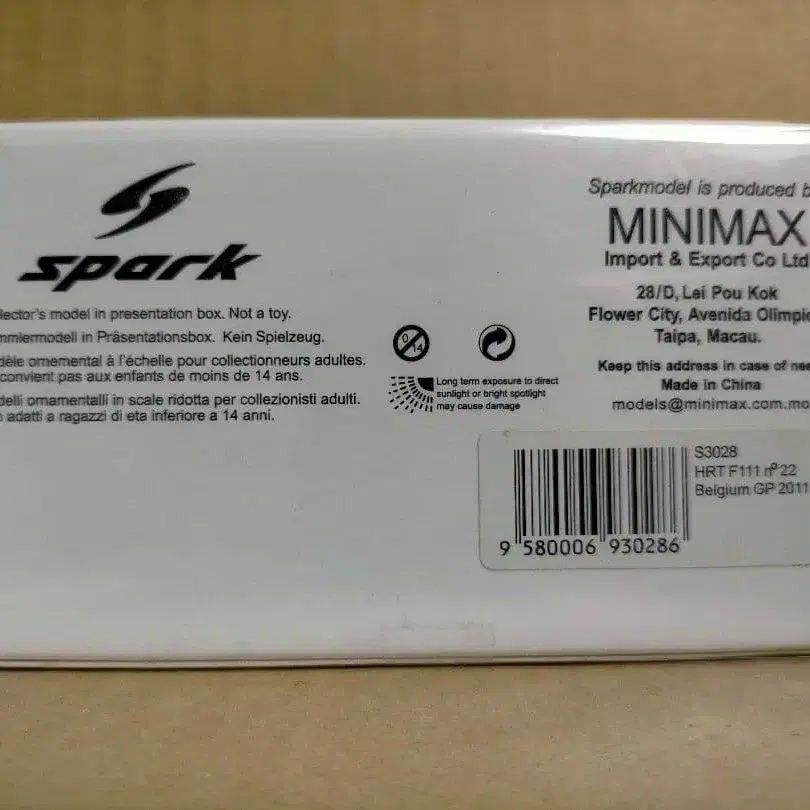 spark
llector's model in presentation box. Not a toy.
mmlermodell in Präsentationsbox. Kein Spielzeug.
dèle ornemental à l'échelle pour collectionneurs adultes.
convient pas aux enfants de moins de 14 ans.
delli ornamentalli in scale ridotta per collezionisti adulti.
n adatti a ragazzi di eta inferiore a 14 anni.
0
14
Long term exposure to direct
sunlight or bright spotlight
may cause damage
Sparkmodel is produced b
MINIMAX
Import & Export Co Ltd
28/D, Lei Pou Kok
Flower City, Avenida Olimpic
Taipa, Macau.
Keep this address in case of nee
Made in China
models@minimax.com.mo
S3028
HRT F111 nº22
Belgium GP 2011
9 580006 930286